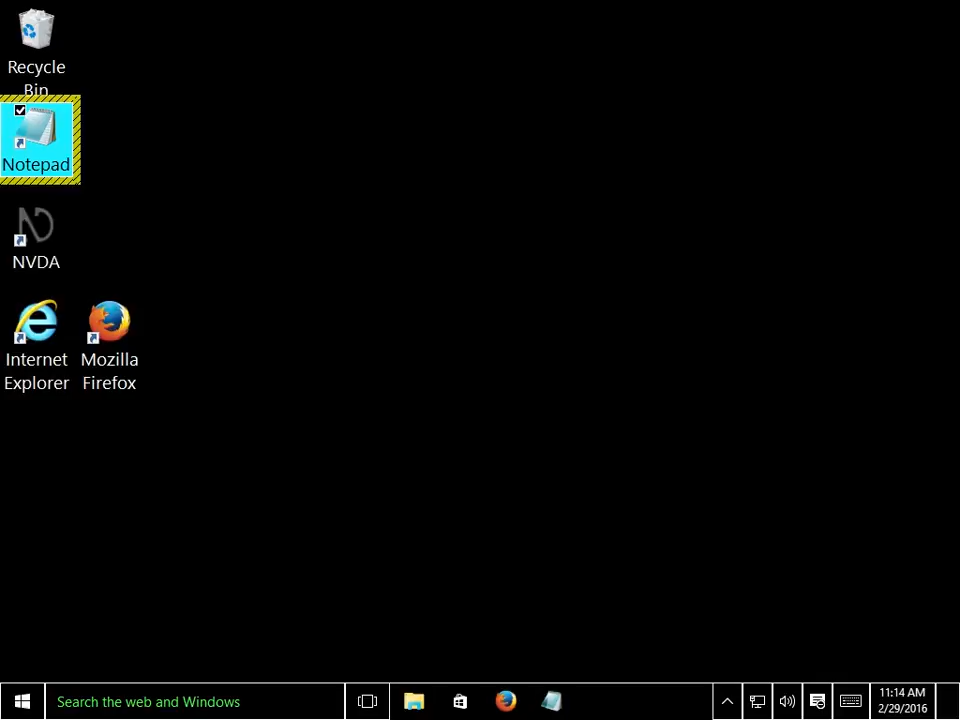 Recycle
Bin
Notepad
NVDA
Internet
Explorer
Mozilla
Firefox
Search the web and Windows
11:14 AM
2/29/2016